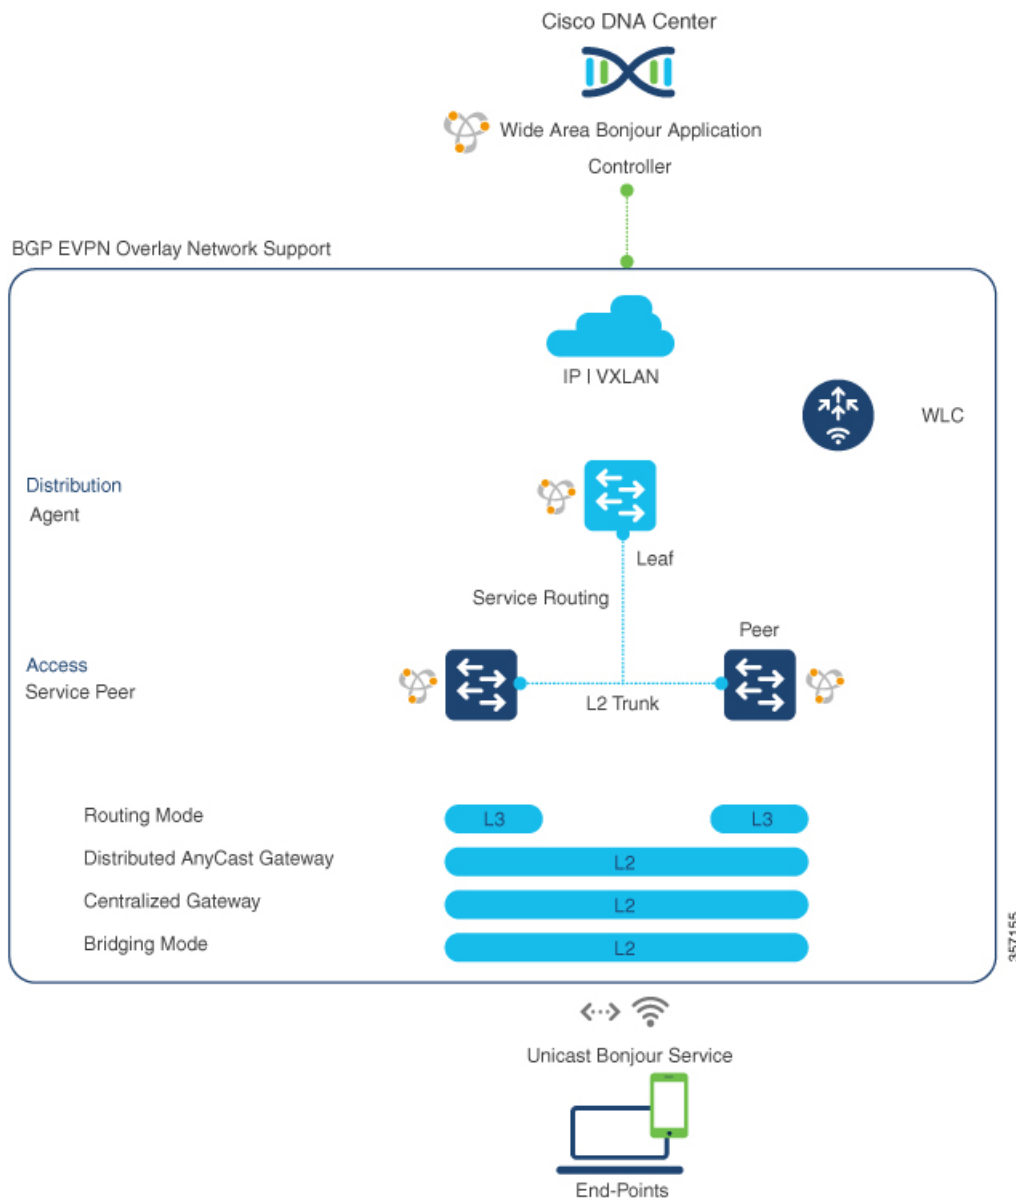 Cisco DNA Center
Wide Area Bonjour Application
Controller
BGP EVPN Overlay Network Support
IP | VXLAN
WLC
Distribution
Agent
Leaf
Service Routing
Peer
Access
Service Peer
L2 Trunk
Routing Mode L3 L3
Distributed AnyCast Gateway L2
Centralized Gateway L2
Bridging Mode L2
357155
Unicast Bonjour Service
End-Points